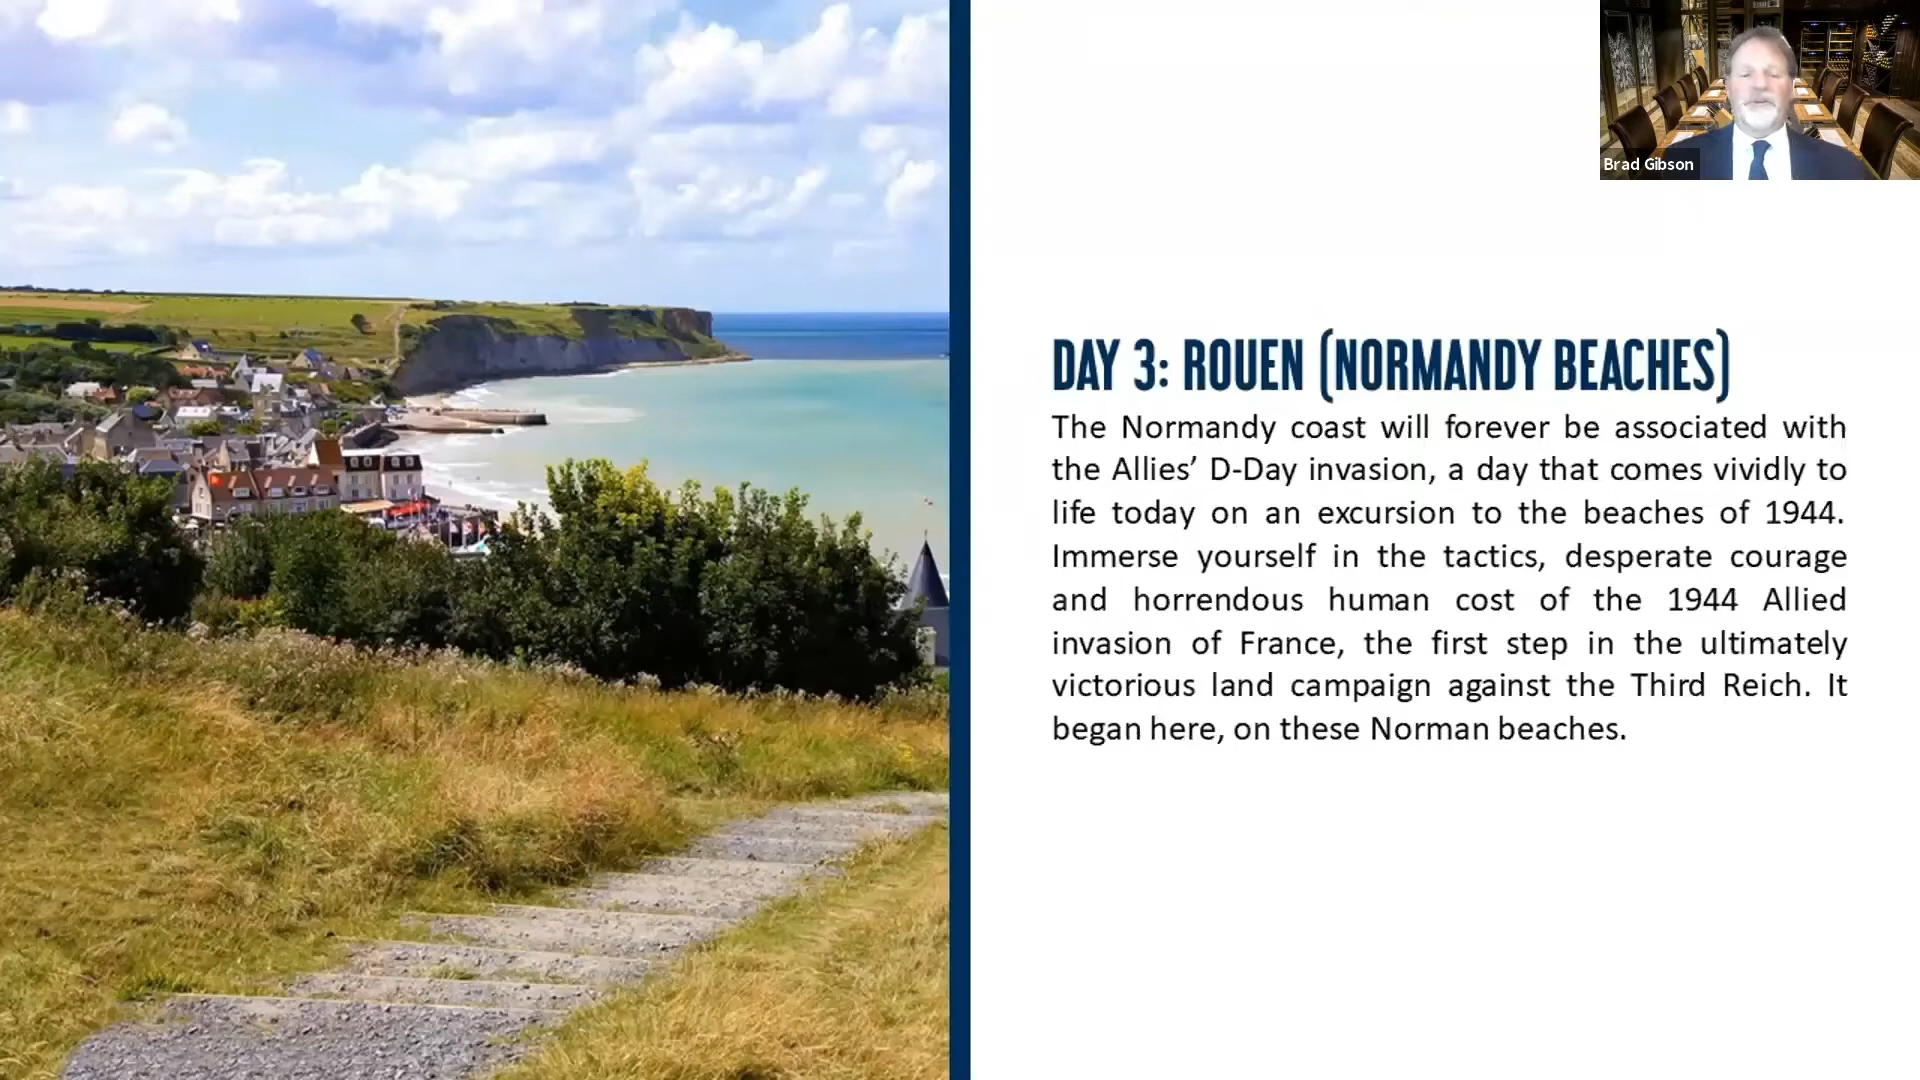 Brad Gibson
DAY 3: ROUEN (NORMANDY BEACHES)
The Normandy coast will forever be associated with
the Allies’ D-Day invasion, a day that comes vividly to
life today on an excursion to the beaches of 1944.
Immerse yourself in the tactics, desperate courage
and horrendous human cost of the 1944 Allied
invasion of France, the first step in the ultimately
victorious land campaign against the Third Reich. It
began here, on these Norman beaches.